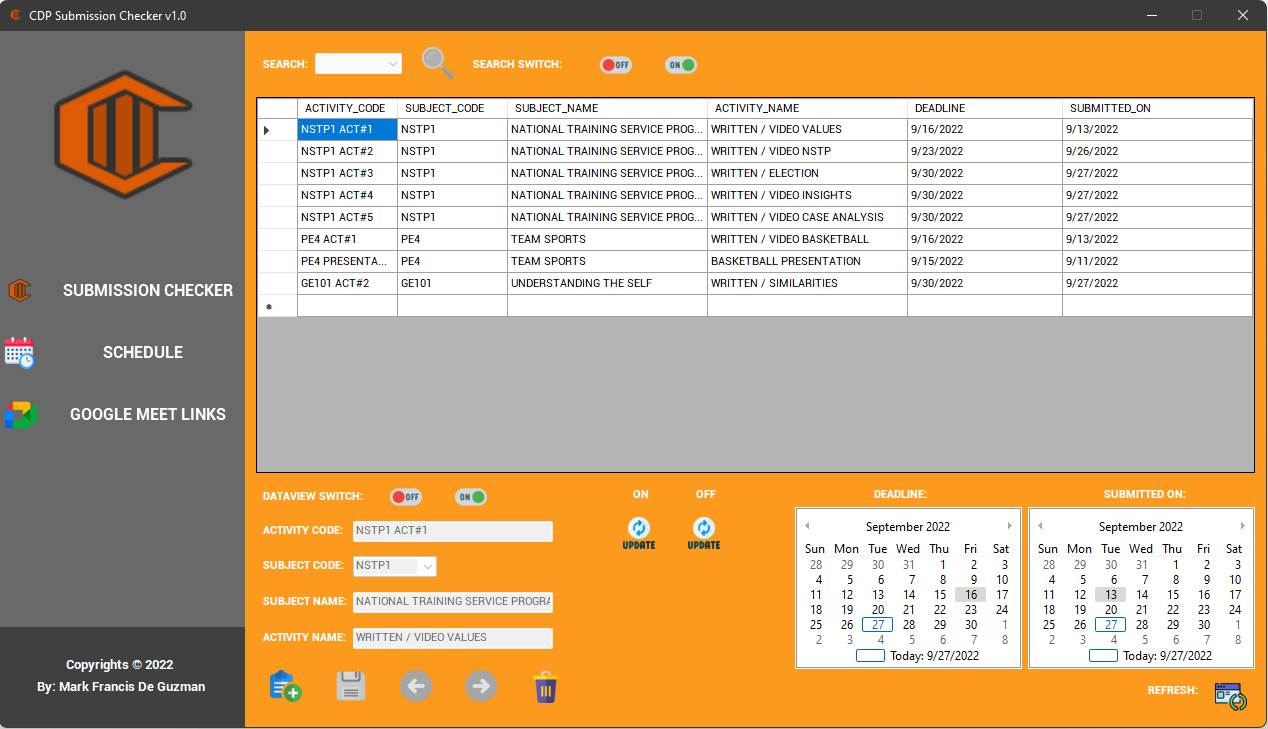 CDP Submission Checker v1.0
SEARCH: SEARCH SWITCH: OFF ON
ACTIVITY_CODE SUBJECT_CODE SUBJECT_NAME ACTIVITY_NAME DEADLINE SUBMITTED_ON
NSTP1 ACT#1 NSTP1 NATIONAL TRAINING SERVICE PROG... WRITTEN / VIDEO VALUES 9/16/2022 9/13/2022
NSTP1 ACT#2 NSTP1 NATIONAL TRAINING SERVICE PROG... WRITTEN / VIDEO NSTP 9/23/2022 9/26/2022
NSTP1 ACT#3 NSTP1 NATIONAL TRAINING SERVICE PROG... WRITTEN / ELECTION 9/30/2022 9/27/2022
NSTP1 ACT#4 NSTP1 NATIONAL TRAINING SERVICE PROG... WRITTEN / VIDEO INSIGHTS 9/30/2022 9/27/2022
NSTP1 ACT#5 NSTP1 NATIONAL TRAINING SERVICE PROG... WRITTEN / VIDEO CASE ANALYSIS 9/30/2022 9/27/2022
PE4 ACT#1 PE4 TEAM SPORTS WRITTEN / VIDEO BASKETBALL 9/16/2022 9/13/2022
PE4 PRESENTA... PE4 TEAM SPORTS BASKETBALL PRESENTATION 9/15/2022 9/11/2022
GE101 ACT#2 GE101 UNDERSTANDING THE SELF WRITTEN / SIMILARITIES 9/30/2022 9/27/2022
SUBMISSION CHECKER
SCHEDULE
GOOGLE MEET LINKS
Copyrights © 2022
By: Mark Francis De Guzman
DATAVIEW SWITCH: OFF ON
ACTIVITY CODE: NSTP1 ACT#1
SUBJECT CODE: NSTP1
SUBJECT NAME: NATIONAL TRAINING SERVICE PROGRA
ACTIVITY NAME: WRITTEN / VIDEO VALUES
ON OFF
UPDATE UPDATE
DEADLINE:
September 2022
Sun Mon Tue Wed Thu Fri Sat
28 29 30 31 1 2 3
4 5 6 7 8 9 10
11 12 13 14 15 16 17
18 19 20 21 22 23 24
25 26 27 28 29 30 1
2 3 4 5 6 7 8
Today: 9/27/2022
SUBMITTED ON:
September 2022
Sun Mon Tue Wed Thu Fri Sat
28 29 30 31 1 2 3
4 5 6 7 8 9 10
11 12 13 14 15 16 17
18 19 20 21 22 23 24
25 26 27 28 29 30 1
2 3 4 5 6 7 8
Today: 9/27/2022
REFRESH: